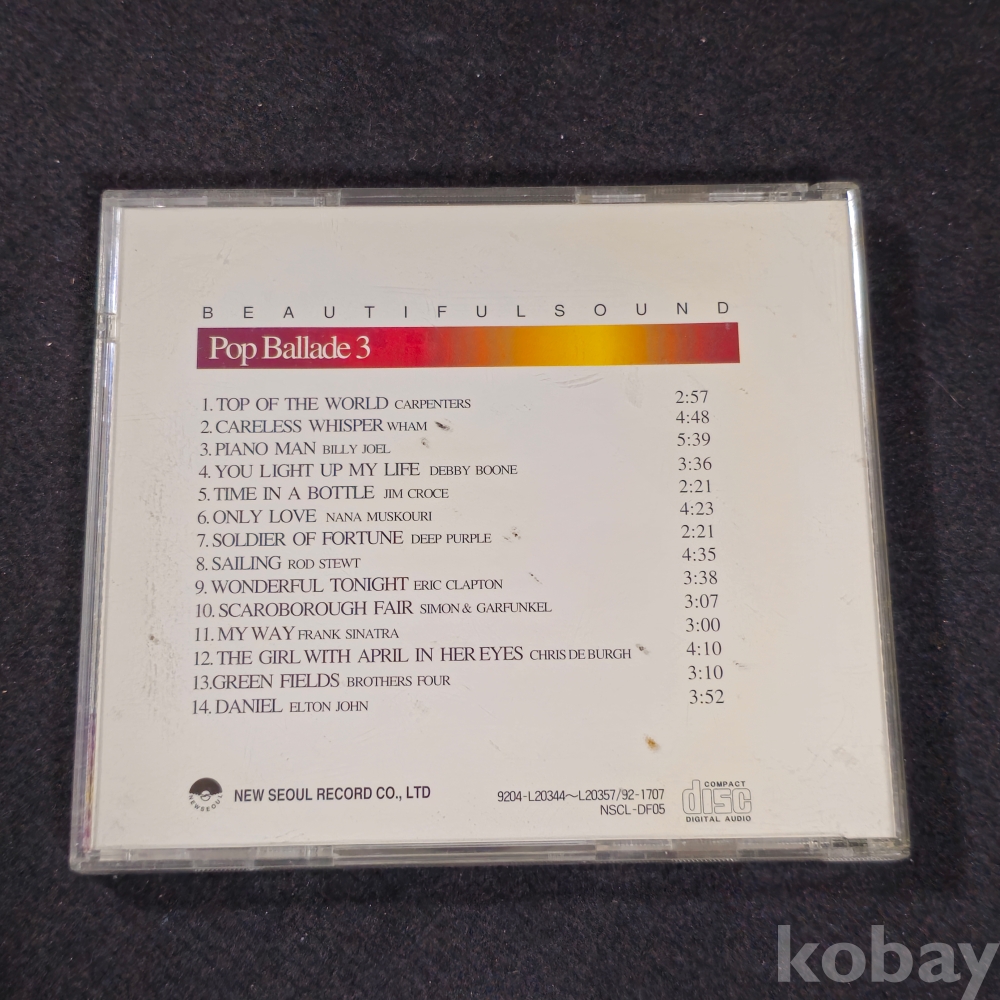 BEAUTIFULSOUND
Pop Ballade 3
1. TOP OF THE WORLD CARPENTERS 2:57
2. CARELESS WHISPER WHAM 4:48
3. PIANO MAN BILLY JOEL 5:39
4. YOU LIGHT UP MY LIFE DEBBY BOONE 3:36
5. TIME IN A BOTTLE JIM CROCE 2:21
6. ONLY LOVE NANA MUSKOURI 4:23
7. SOLDIER OF FORTUNE DEEP PURPLE 2:21
8. SAILING ROD STEWT 4:35
9. WONDERFUL TONIGHT ERIC CLAPTON 3:38
10. SCAROBOROUGH FAIR SIMON & GARFUNKEL 3:07
11. MY WAY FRANK SINATRA 3:00
12. THE GIRL WITH APRIL IN HER EYES CHRIS DE BURGH 4:10
13. GREEN FIELDS BROTHERS FOUR 3:10
14. DANIEL ELTON JOHN 3:52
NEWSEOUL
NEW SEOUL RECORD CO., LTD
9204-L20344~L20357/92-1707
NSCL-DF05
COMPACT
disc
DIGITAL AUDIO
kobay